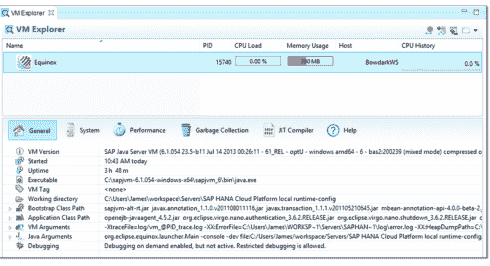 VM Explorer
VM Explorer
Name PID CPU Load Memory Usage Host CPU History
Equinox 15740 0.00 % MB BowdarkWS 0.0 %
General System Performance Garbage Collection JIT Compiler Help
VM Version SAP Java Server VM (6.1.054 23.5-b11 Jul 14 2013 00:26:11 - 61_REL - optU - windows amd64 - 6 - bas2:200239 (mixed mode) compressed o
Started 10:43 AM today
Uptime 3 h 48 m
Executable C:\sapjvm-6.1.054-windows-x64\sapjvm_6\bin\java.exe
VM Tag <none>
Working directory C:\Users\James\workspace\Servers\SAP HANA Cloud Platform local runtime-config
Bootstrap Class Path sapjvm-alt-rt.jar javax.annotation_1.1.0.v201108011116.jar javax.transaction_1.1.1.v201105210645.jar mbean-annotation-api-4.0.0-beta-2.
Application Class Path openejb-javaagent_4.5.2.jar org.eclipse.virgo.nano.authentication_3.6.2.RELEASE.jar org.eclipse.virgo.nano.shutdown_3.6.2.RELEASE.j
VM Arguments -XtraceFile=log/vm_@PID_trace.log -XX:ErrorFile=C:\Users\James\WORKSP~1\Servers\SAPHAN~1\log\error.log -XX:HeapDumpPath=C:\
Java Arguments org.eclipse.equinox.launcher.Main -console -dev file:C:/Users/James/workspace/Servers/SAP HANA Cloud Platform local runtime-config.
Debugging Debugging on demand enabled, but not active. Restricted debugging is allowed.